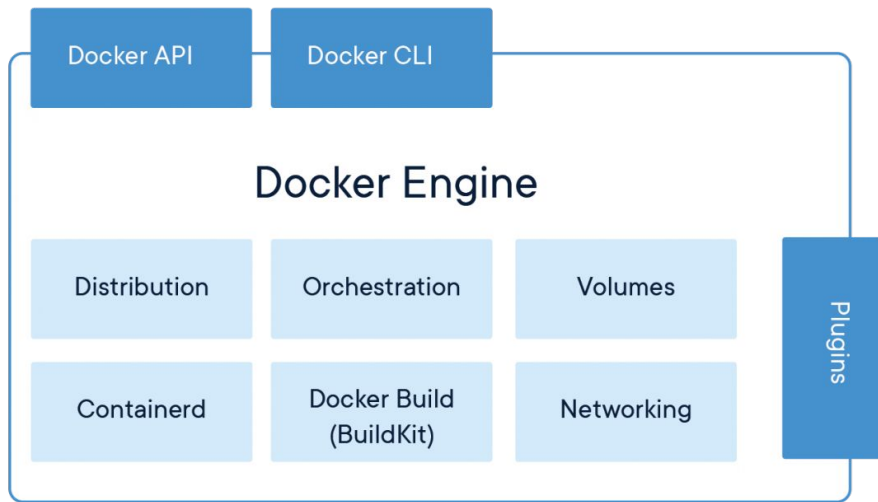 Docker API
Docker CLI
Docker Engine
Distribution
Orchestration
Volumes
Plugins
Containerd
Docker Build
(BuildKit)
Networking